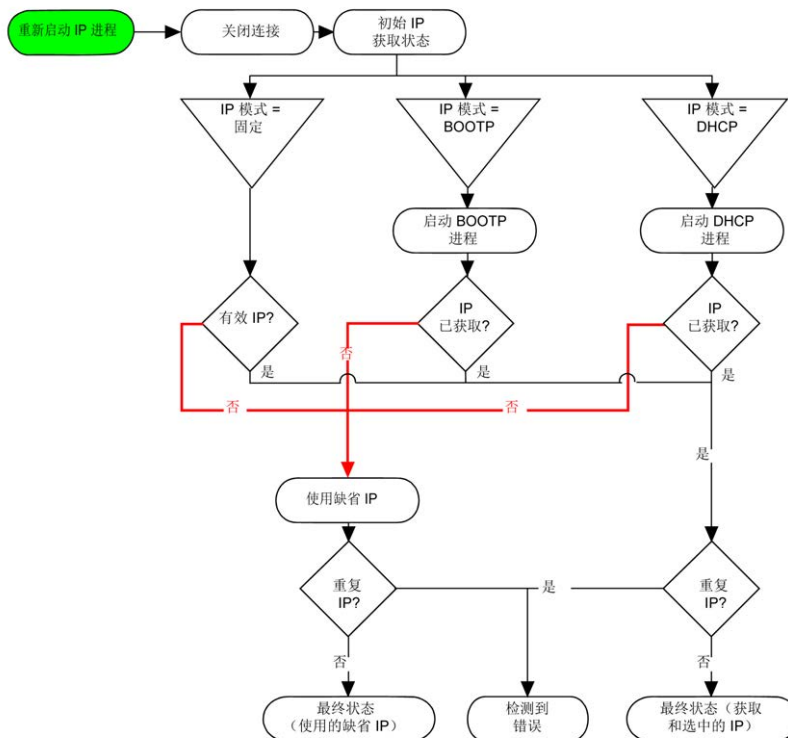 重新启动 IP 进程
关闭连接
初始 IP
获取状态
IP 模式 =
固定
IP 模式 =
BOOTP
IP 模式 =
DHCP
启动 BOOTP
进程
启动 DHCP
进程
有效 IP?
IP
已获取?
IP
已获取?
否
是
是
是
否
否
是
使用缺省 IP
重复
IP?
是
重复
IP?
否
否
最终状态
（使用的缺省 IP）
检测到
错误
最终状态（获取
和选中的 IP）